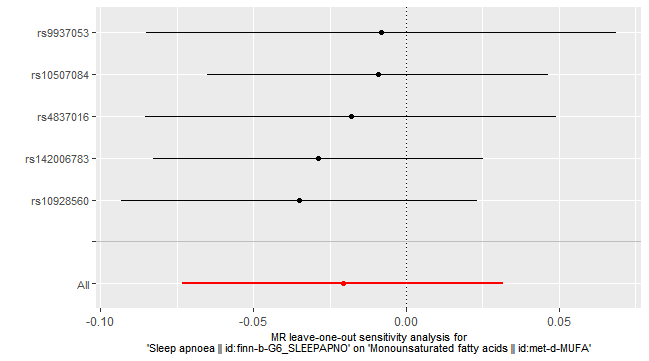 rs9937053
rs10507084
rs4837016
rs142006783
rs10928560
All
-0.10 -0.05 0.00 0.05
MR leave-one-out sensitivity analysis for
'Sleep apnoea || id:finn-b-G6_SLEEPAPNO' on 'Monounsaturated fatty acids || id:met-d-MUFA'